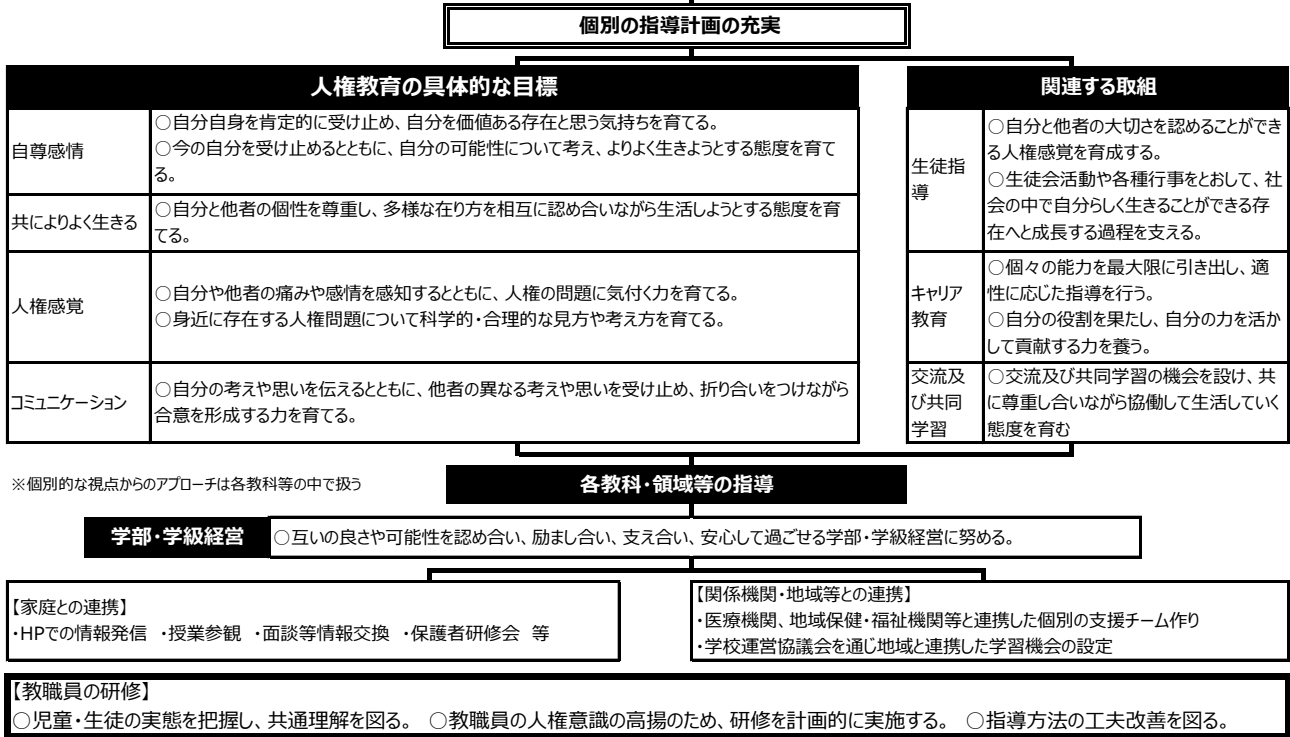 個別の指導計画の充実
人権教育の具体的な目標
自尊感情
○自分自身を肯定的に受け止め、自分を価値ある存在と思う気持ちを育てる。
○今の自分を受け止めるとともに、自分の可能性について考え、よりよく生きようとする態度を育て
る。
共によりよく生きる
○自分と他者の個性を尊重し、多様な在り方を相互に認め合いながら生活しようとする態度を育
てる。
人権感覚
○自分や他者の痛みや感情を感知するとともに、人権の問題に気付く力を育てる。
○身近に存在する人権問題について科学的・合理的な見方や考え方を育てる。
コミュニケーション
○自分の考えや思いを伝えるとともに、他者の異なる考えや思いを受け止め、折り合いをつけながら
合意を形成する力を育てる。
関連する取組
生徒指
導
○自分と他者の大切さを認めることができ
る人権感覚を育成する。
○生徒会活動や各種行事をとおして、社
会の中で自分らしく生きることができる存
在へと成長する過程を支える。
キャリア
教育
○個々の能力を最大限に引き出し、適
性に応じた指導を行う。
○自分の役割を果たし、自分の力を活か
して貢献する力を養う。
交流及
び共同
学習
○交流及び共同学習の機会を設け、共
に尊重し合いながら協働して生活していく
態度を育む
※個別的な視点からのアプローチは各教科等の中で扱う
各教科・領域等の指導
学部・学級経営
○互いの良さや可能性を認め合い、励まし合い、支え合い、安心して過ごせる学部・学級経営に努める。
【家庭との連携】
・HPでの情報発信 ・授業参観 ・面談等情報交換 ・保護者研修会 等
【関係機関・地域等との連携】
・医療機関、地域保健・福祉機関等と連携した個別の支援チーム作り
・学校運営協議会を通じ地域と連携した学習機会の設定
【教職員の研修】
○児童・生徒の実態を把握し、共通理解を図る。 ○教職員の人権意識の高揚のため、研修を計画的に実施する。 ○指導方法の工夫改善を図る。